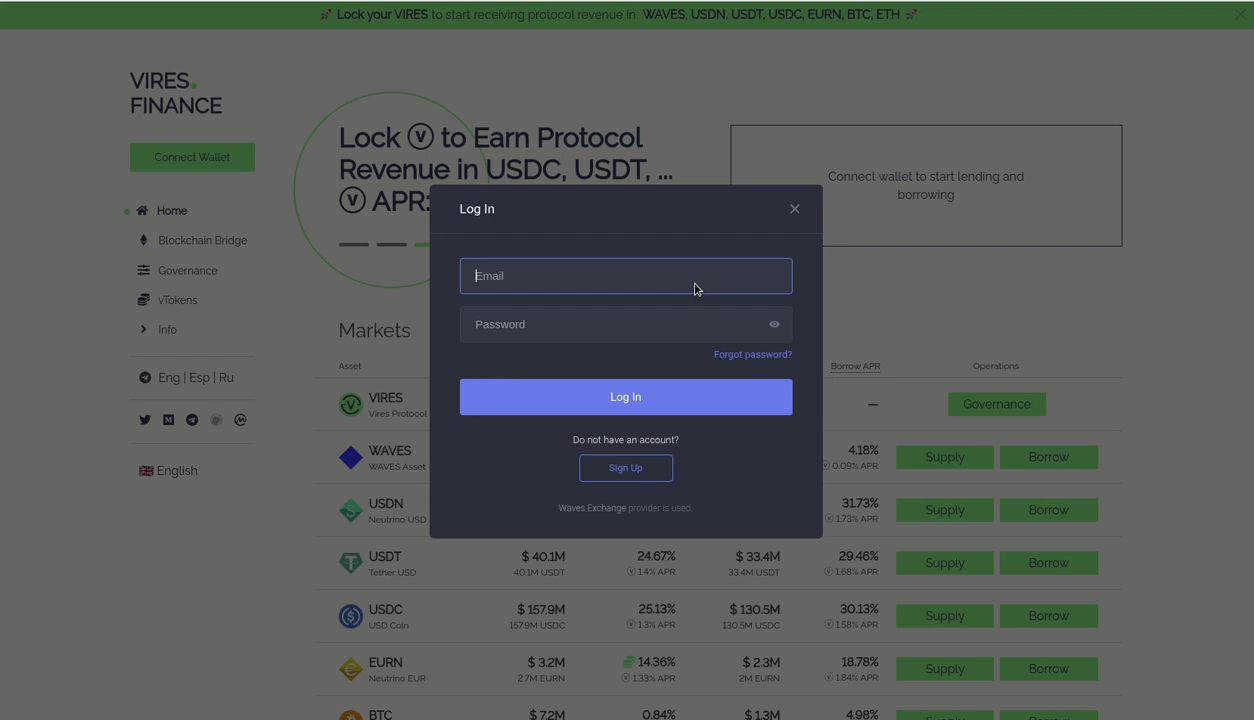 🚀 Lock your VIRES to start receiving protocol revenue in WAVES, USDN, USDT, USDC, EURN, BTC, ETH 🚀
VIRES.
FINANCE
Connect Wallet
Home
Blockchain Bridge
Governance
vTokens
Info
Eng | Esp | Ru
🇬🇧 English
Lock ⓥ to Earn Protocol
Revenue in USDC, USDT, ...
ⓥ APR:
Connect wallet to start lending and
borrowing
Log In
Email
Password
Forgot password?
Log In
Do not have an account?
Sign Up
Waves.Exchange provider is used.
Markets
Asset Borrow APR Operations
VIRES — Governance
Vires Protocol
WAVES 4.18% Supply Borrow
WAVES Asset ⓥ 0.09% APR
USDN 31.73% Supply Borrow
Neutrino USD ⓥ 1.73% APR
USDT $ 40.1M 24.67% $ 33.4M 29.46% Supply Borrow
Tether USD 40.1M USDT ⓥ 1.4% APR 33.4M USDT ⓥ 1.68% APR
USDC $ 157.9M 25.13% $ 130.5M 30.13% Supply Borrow
USD Coin 157.9M USDC ⓥ 1.3% APR 130.5M USDC ⓥ 1.58% APR
EURN $ 3.2M 14.36% $ 2.3M 18.78% Supply Borrow
Neutrino EUR 2.7M EURN ⓥ 1.33% APR 2M EURN ⓥ 1.84% APR
BTC $ 7.2M 0.84% $ 1.3M 4.98% Supply Borrow